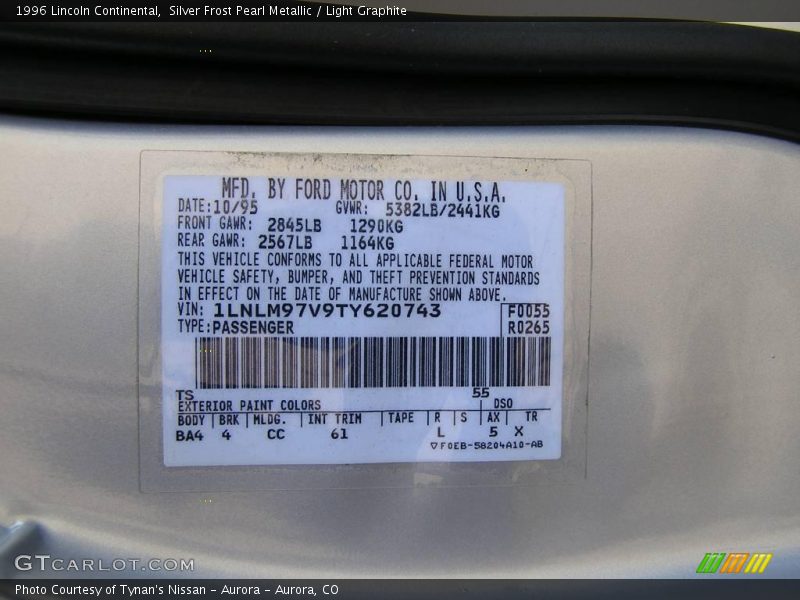 1996 Lincoln Continental,  Silver Frost Pearl Metallic / Light Graphite
MFD. BY FORD MOTOR CO. IN U.S.A.
DATE: 10/95 GVWR: 5382LB/2441KG
FRONT GAWR: 2845LB 1290KG
REAR GAWR: 2567LB 1164KG
THIS VEHICLE CONFORMS TO ALL APPLICABLE FEDERAL MOTOR
VEHICLE SAFETY, BUMPER, AND THEFT PREVENTION STANDARDS
IN EFFECT ON THE DATE OF MANUFACTURE SHOWN ABOVE.
VIN: 1LNLM97V9TY620743 F0055
TYPE: PASSENGER R0265
TS 55
EXTERIOR PAINT COLORS DSO
BODY BRK MLDG. INT TRIM TAPE R S AX TR
BA4 4 CC 61 L 5 X
▽F0EB-58204A10-AB
GTCARLOT.COM
Photo Courtesy of Tynan's Nissan - Aurora - Aurora, CO